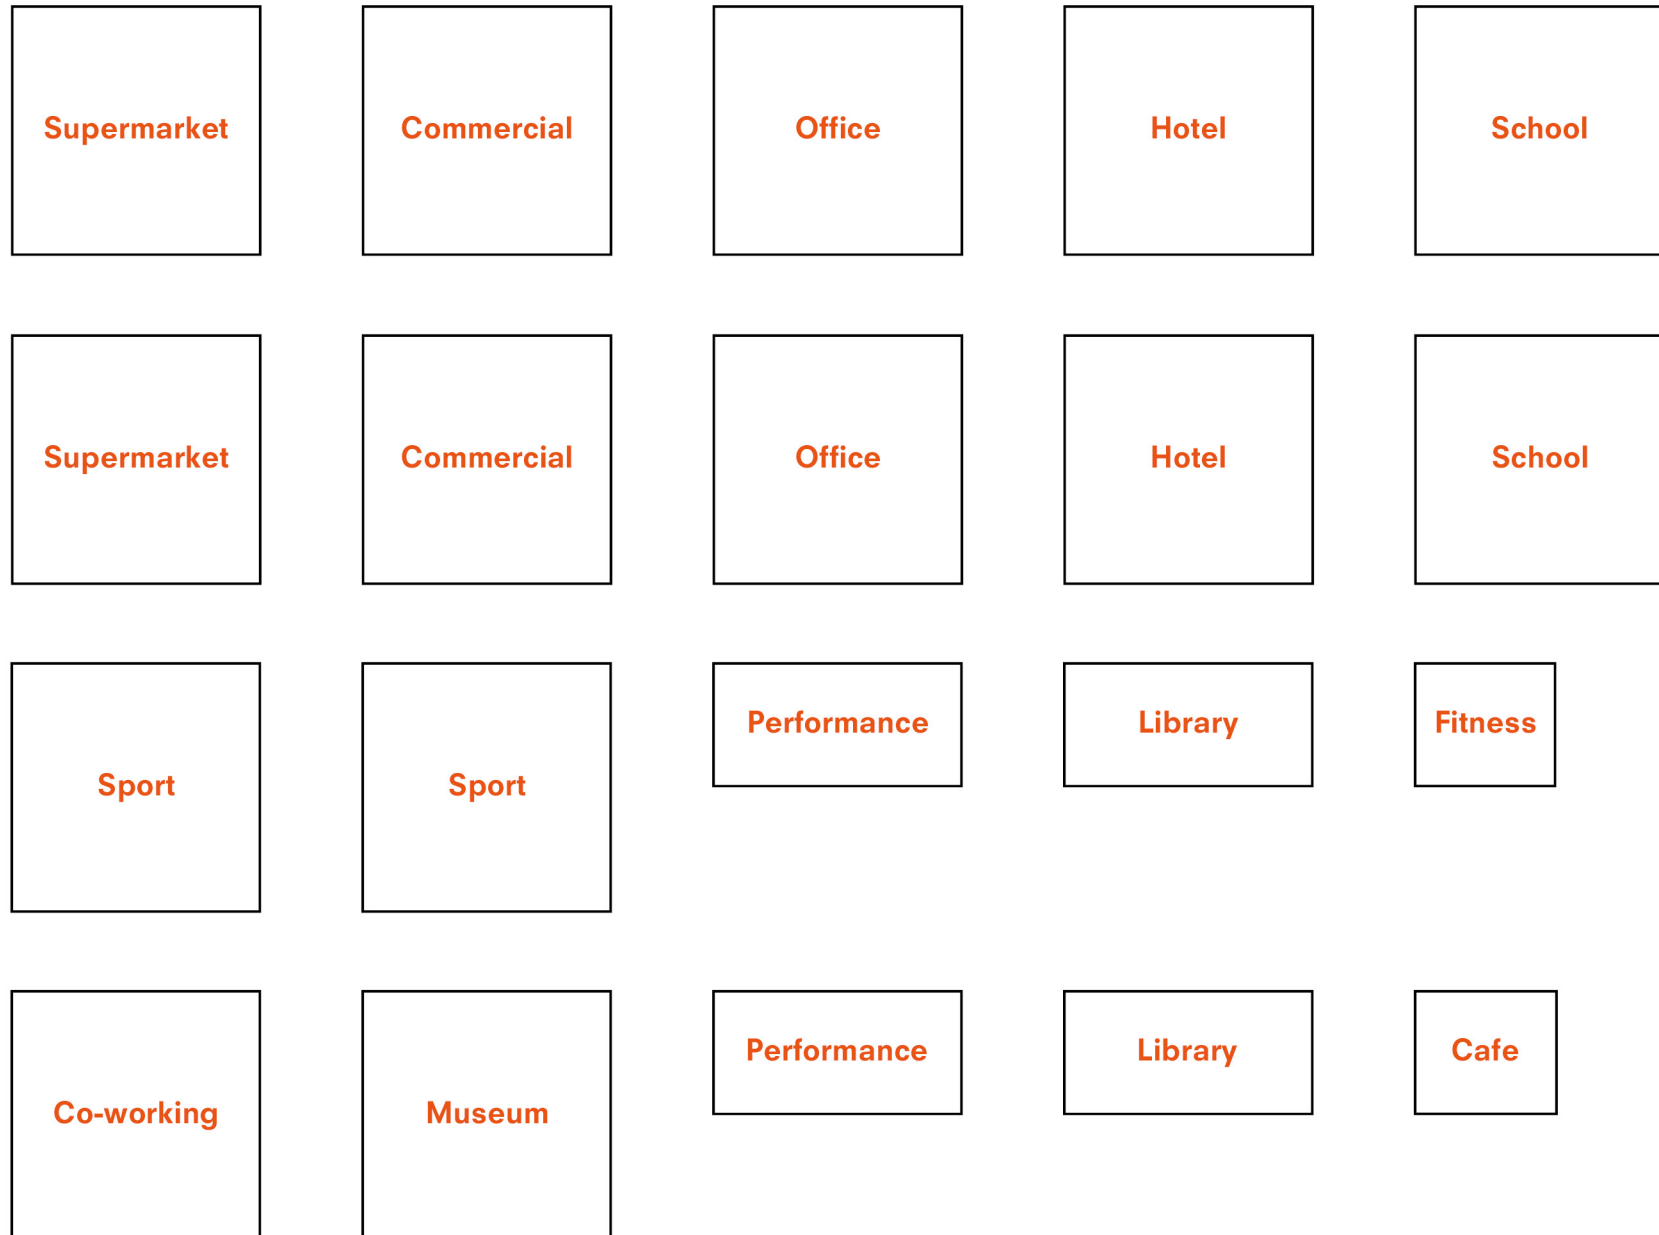 Supermarket
Commercial
Office
Hotel
School
Supermarket
Commercial
Office
Hotel
School
Sport
Sport
Performance
Library
Fitness
Co-working
Museum
Performance
Library
Cafe